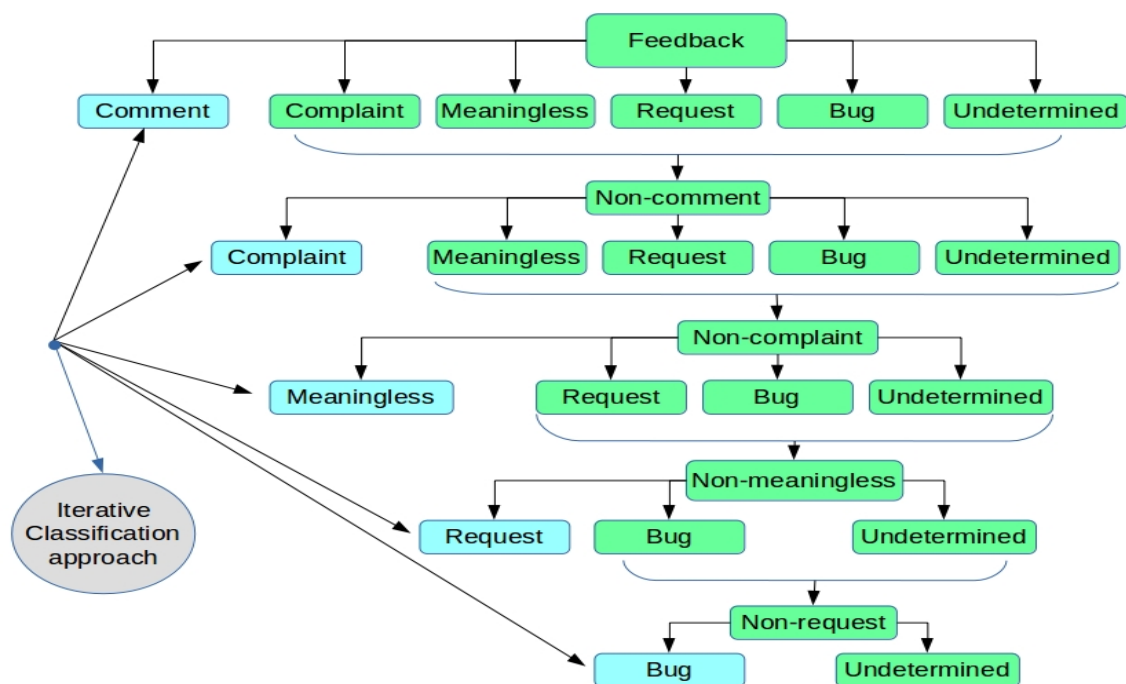 Feedback
Comment
Complaint
Meaningless
Request
Bug
Undetermined
Non-comment
Complaint
Meaningless
Request
Bug
Undetermined
Non-complaint
Meaningless
Request
Bug
Undetermined
Non-meaningless
Request
Bug
Undetermined
Iterative
Classification
approach
Non-request
Bug
Undetermined